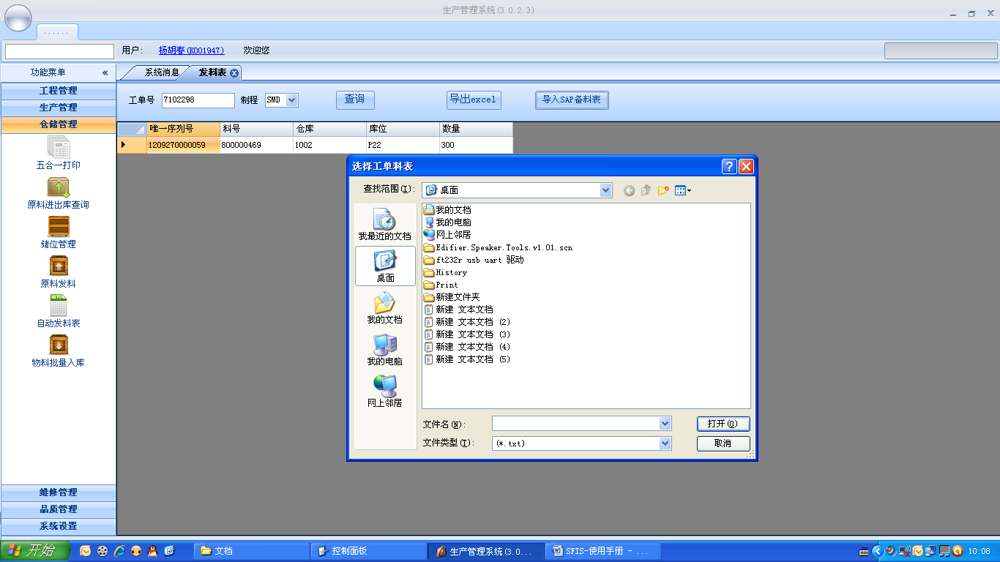 生产管理系统(3.0.2.3)
......
用户: 杨胡春(K001947) 欢迎您
功能菜单 «
系统消息 发料表
工程管理
生产管理
仓储管理
五合一打印
原料进出库查询
储位管理
原料发料
AUTO
自动发料表
物料批量入库
维修管理
品质管理
系统设置
工单号 7102298 制程 SMD 查询 导出excel 导入SAP备料表
唯一序列号 料号 仓库 库位 数量
1209270000059 800000469 1002 P22 300
选择工单料表
查找范围(I): 桌面
我最近的文档
桌面
我的文档
我的电脑
网上邻居
我的文档
我的电脑
网上邻居
Edifier.Speaker.Tools.v1.01.scn
ft232r usb uart 驱动
History
Print
新建文件夹
新建 文本文档
新建 文本文档 (2)
新建 文本文档 (3)
新建 文本文档 (4)
新建 文本文档 (5)
文件名(N): 打开(O)
文件类型(T): (*.txt) 取消
开始 文档 控制面板 生产管理系统(3.0... SFIS-使用手册 - ... 10:08